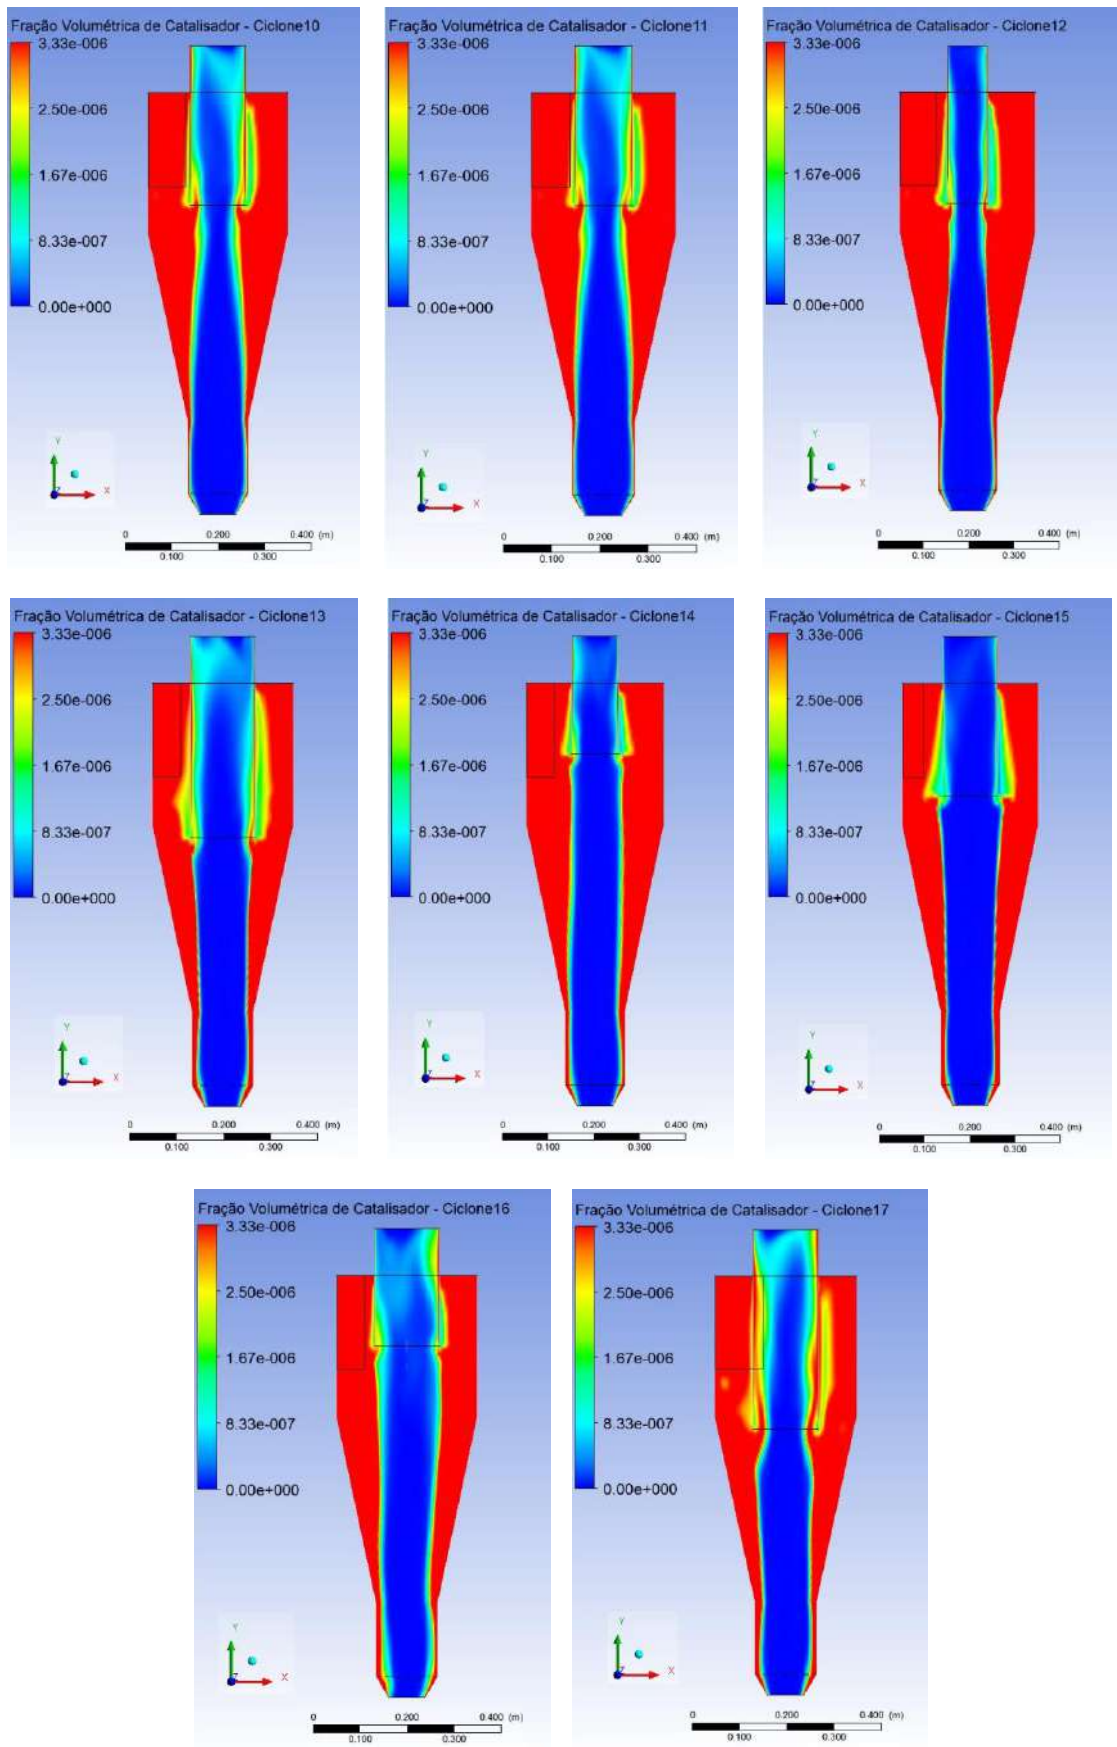 Fração Volumétrica de Catalisador - Ciclone10
3.33e-006
2.50e-006
1.67e-006
8.33e-007
0.00e+000
Y
Z
X
0 0.200 0.400 (m)
0.100 0.300
Fração Volumétrica de Catalisador - Ciclone11
3.33e-006
2.50e-006
1.67e-006
8.33e-007
0.00e+000
Y
Z
X
0 0.200 0.400 (m)
0.100 0.300
Fração Volumétrica de Catalisador - Ciclone12
3.33e-006
2.50e-006
1.67e-006
8.33e-007
0.00e+000
Y
Z
X
0 0.200 0.400 (m)
0.100 0.300
Fração Volumétrica de Catalisador - Ciclone13
3.33e-006
2.50e-006
1.67e-006
8.33e-007
0.00e+000
Y
Z
X
0 0.200 0.400 (m)
0.100 0.300
Fração Volumétrica de Catalisador - Ciclone14
3.33e-006
2.50e-006
1.67e-006
8.33e-007
0.00e+000
Y
Z
X
0 0.200 0.400 (m)
0.100 0.300
Fração Volumétrica de Catalisador - Ciclone15
3.33e-006
2.50e-006
1.67e-006
8.33e-007
0.00e+000
Y
Z
X
0 0.200 0.400 (m)
0.100 0.300
Fração Volumétrica de Catalisador - Ciclone16
3.33e-006
2.50e-006
1.67e-006
8.33e-007
0.00e+000
Y
Z
X
0 0.200 0.400 (m)
0.100 0.300
Fração Volumétrica de Catalisador - Ciclone17
3.33e-006
2.50e-006
1.67e-006
8.33e-007
0.00e+000
Y
Z
X
0 0.200 0.400 (m)
0.100 0.300